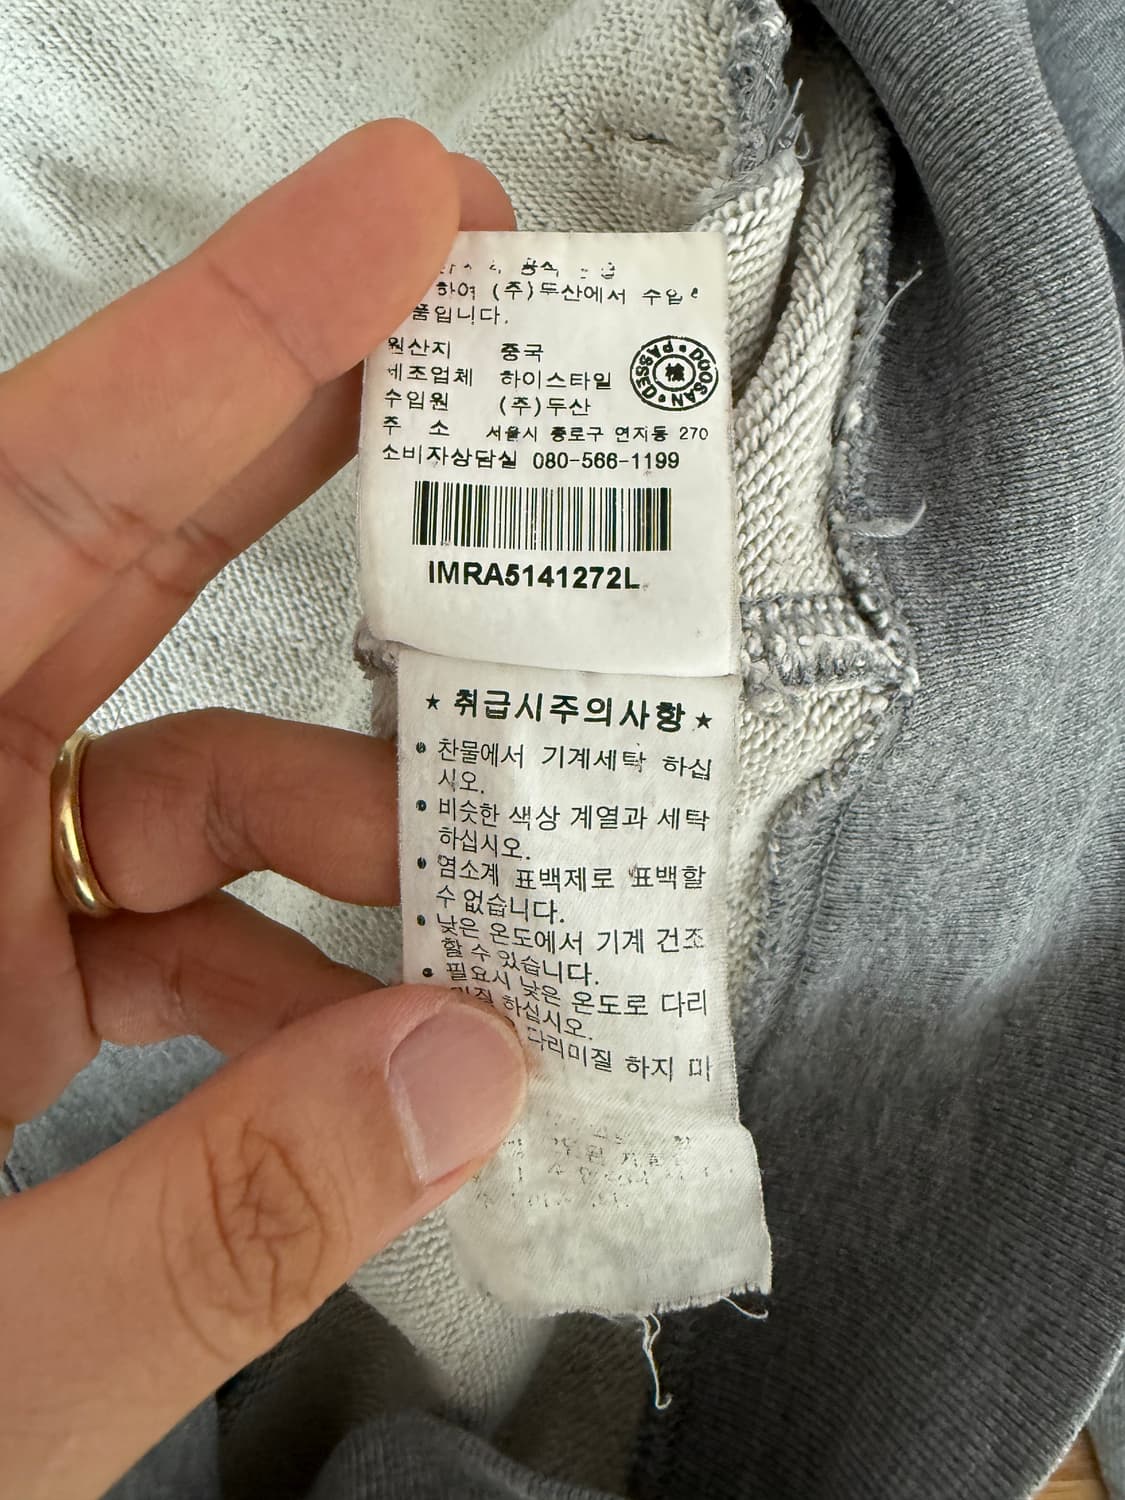 하여 (주)두산에서 수입
품입니다.
원산지 중국
제조업체 하이스타일
수입원 (주)두산
주 소 서울시 종로구 연지동 270
소비자상담실 080-566-1199
DOOSAN • PASSED •
檢
IMRA5141272L
★ 취급시주의사항 ★
• 찬물에서 기계세탁 하십
시오.
• 비슷한 색상 계열과 세탁
하십시오.
• 염소계 표백제로 표백할
수 없습니다.
• 낮은 온도에서 기계 건조
할 수 있습니다.
• 필요시 낮은 온도로 다리
미질 하십시오.
다리미질 하지 마